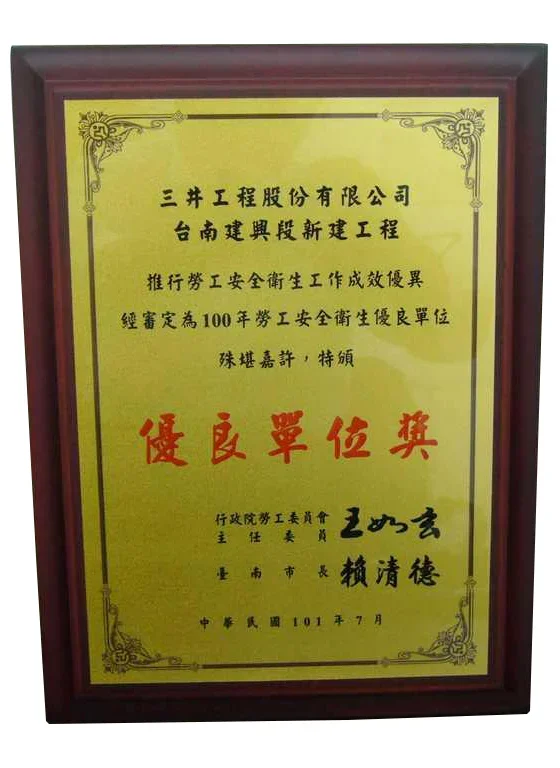 三井工程股份有限公司
台南建興段新建工程
推行勞工安全衛生工作成效優異
經審定為100年勞工安全衛生優良單位
殊堪嘉許，特頒
優良單位獎
行政院勞工委員會
主任委員 王如玄
臺南市長 賴清德
中華民國101年7月